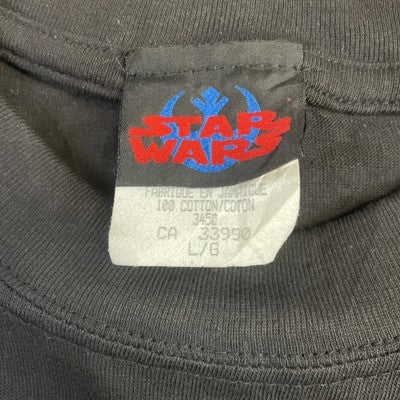 STAR
WARS
FABRIQUE EN JAMAIQUE
100 COTTON/COTON
3450
CA 33990
L/G